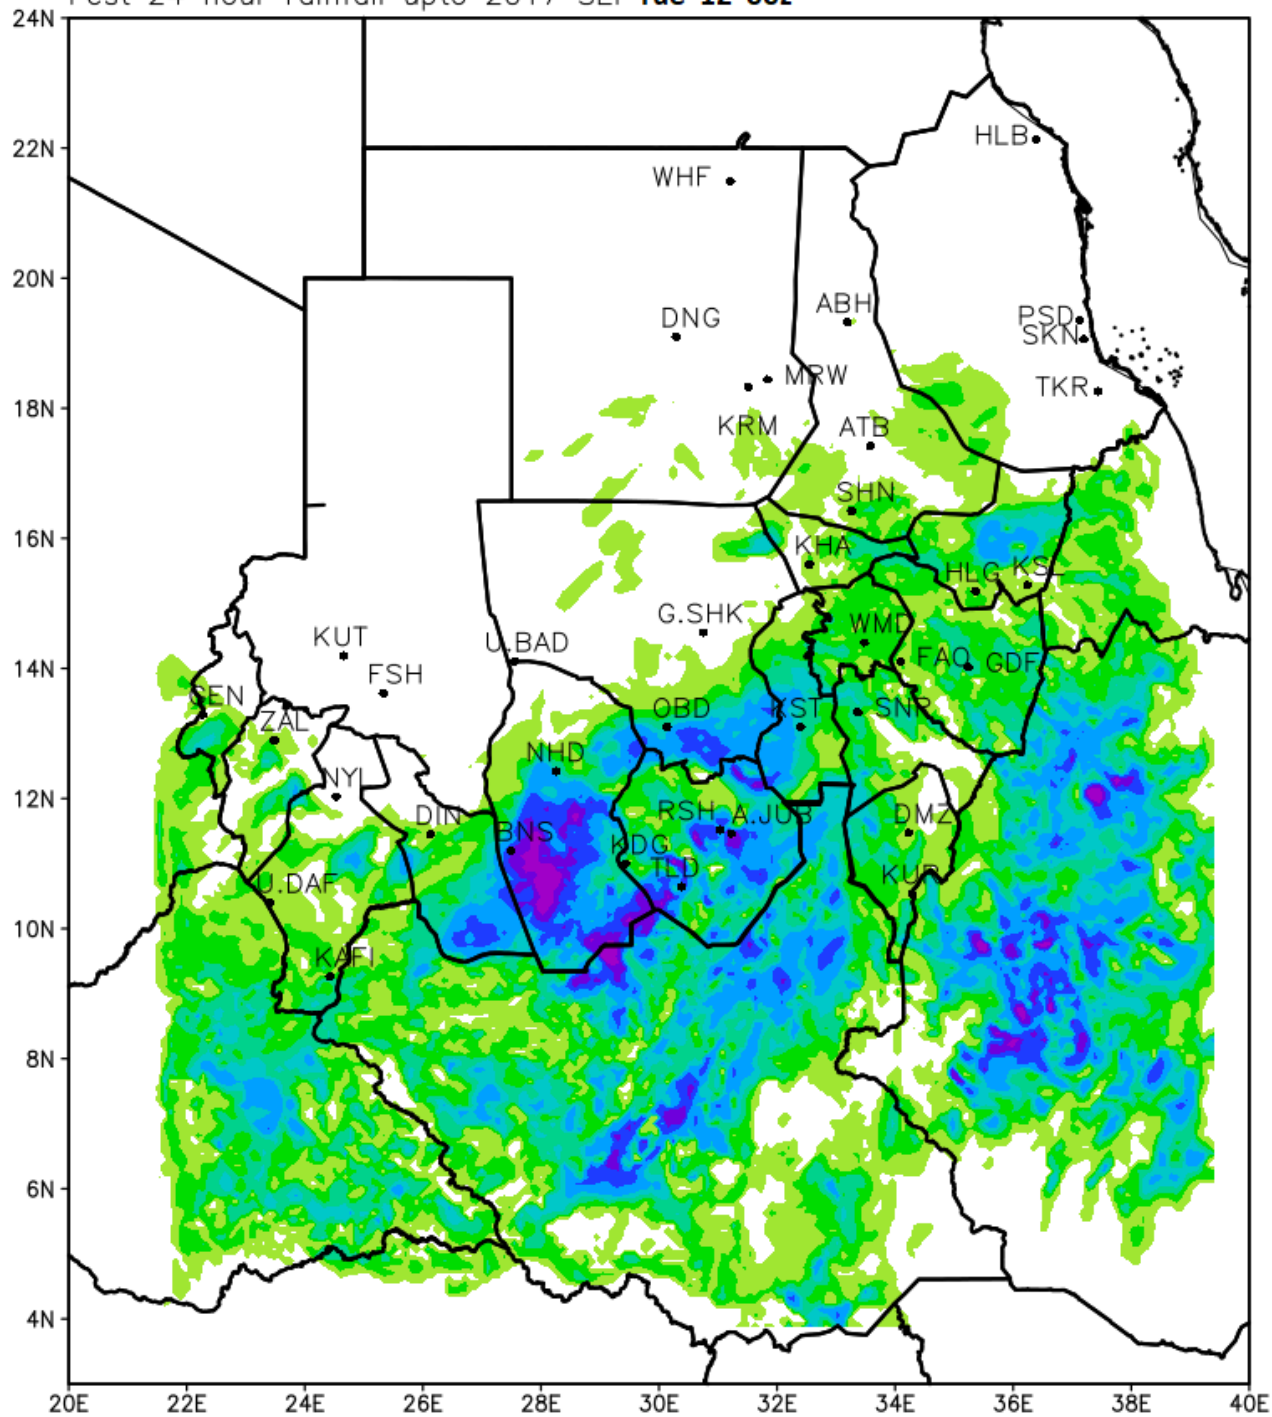 24N
22N
20N
18N
16N
14N
12N
10N
8N
6N
4N
HLB
WHF
ABH
DNG
PSD
SKN
MRW
TKR
KRM
ATB
SHN
KHA
HLG KSL
G.SHK
WMD
KUT
U.BAD
FAO GDF
FSH
GEN
OBD
KST
SNR
ZAL
NHD
NYL
RSH A.JUB
DIN
DMZ
BNS
KDG
TLD
KUR
U.DAF
KAFI
20E 22E 24E 26E 28E 30E 32E 34E 36E 38E 40E